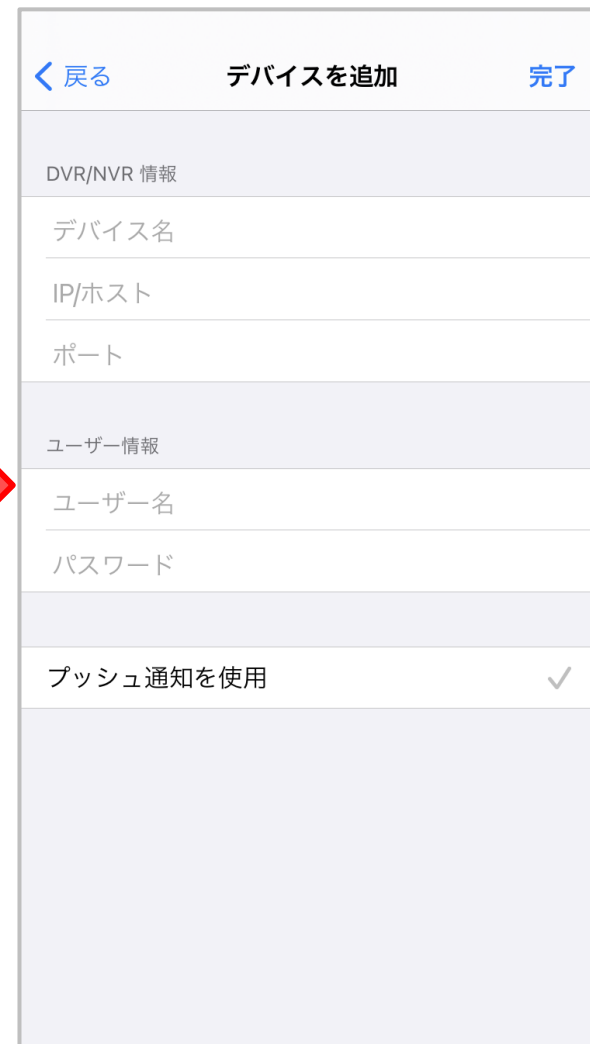 戻る デバイスを追加 完了
DVR/NVR 情報
デバイス名
IP/ホスト
ポート
ユーザー情報
ユーザー名
パスワード
プッシュ通知を使用